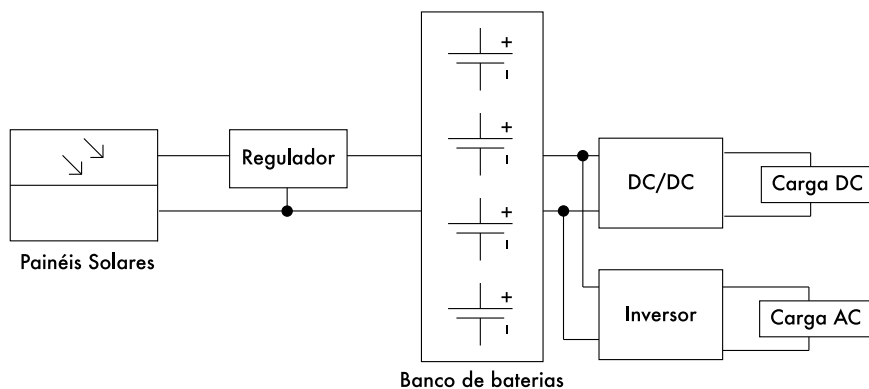 +
-
+
-
Regulador
DC/DC
Carga DC
+
-
Painéis Solares
+
-
Inversor
Carga AC
Banco de baterias